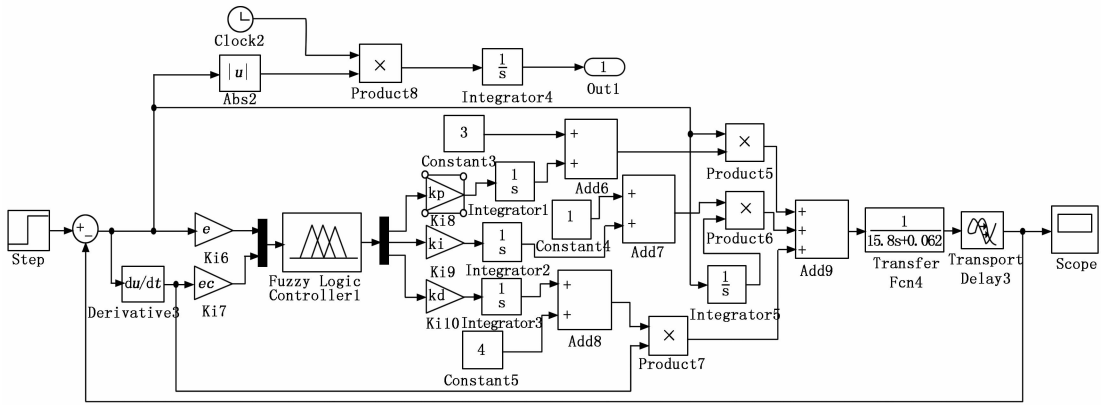 Clock2
|u|
Abs2
×
Product8
1
s
Integrator4
1
Out1
3
Constant3
+
+
Add6
×
Product5
kp
Ki8
1
s
Integrator1
1
Constant4
+
+
Add7
×
Product6
Step
+
−
e
Ki6
Fuzzy Logic
Controller1
ki
Ki9
1
s
Integrator2
+
+
+
Add9
1
15.8s+0.062
Transfer
Fcn4
Transport
Delay3
Scope
du/dt
Derivative3
ec
Ki7
kd
Ki10
1
s
Integrator3
+
+
Add8
1
s
Integrator5
4
Constant5
×
Product7